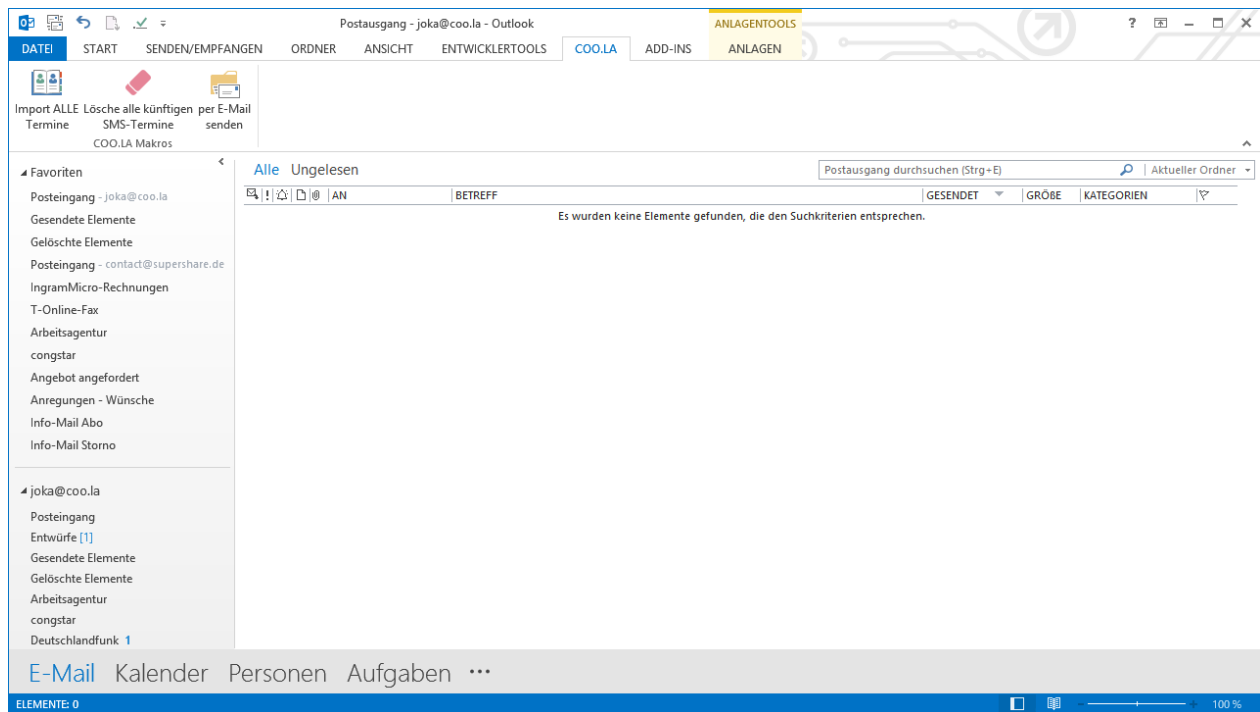 Postausgang - joka@coo.la - Outlook
ANLAGENTOOLS
?
DATEI START SENDEN/EMPFANGEN ORDNER ANSICHT ENTWICKLERTOOLS COO.LA ADD-INS ANLAGEN
Import ALLE Lösche alle künftigen per E-Mail
Termine SMS-Termine senden
COO.LA Makros
Favoriten
Alle Ungelesen
Postausgang durchsuchen (Strg+E)
Aktueller Ordner
AN BETREFF GESENDET GRÖßE KATEGORIEN
Es wurden keine Elemente gefunden, die den Suchkriterien entsprechen.
Posteingang - joka@coo.la
Gesendete Elemente
Gelöschte Elemente
Posteingang - contact@supershare.de
IngramMicro-Rechnungen
T-Online-Fax
Arbeitsagentur
congstar
Angebot angefordert
Anregungen - Wünsche
Info-Mail Abo
Info-Mail Storno
joka@coo.la
Posteingang
Entwürfe [1]
Gesendete Elemente
Gelöschte Elemente
Arbeitsagentur
congstar
Deutschlandfunk 1
E-Mail Kalender Personen Aufgaben ···
ELEMENTE: 0
100 %